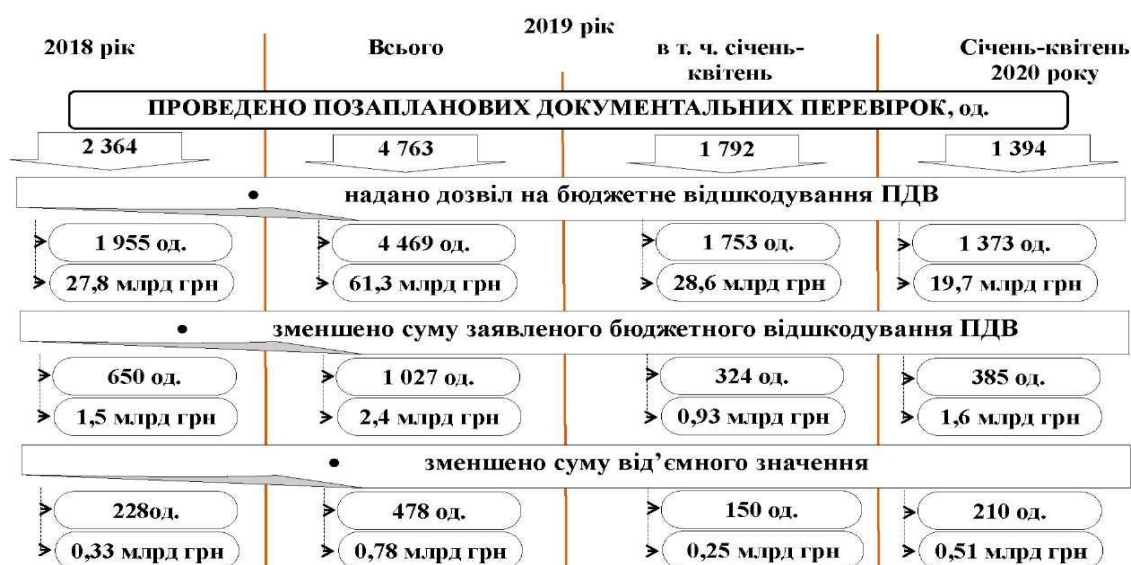 2019 рік
2018 рік
Всього
в т. ч. січень-
квітень
Січень-квітень
2020 року
ПРОВЕДЕНО ПОЗАПЛАНОВИХ ДОКУМЕНТАЛЬНИХ ПЕРЕВІРОК, од.
2 364
4 763
1 792
1 394
• надано дозвіл на бюджетне відшкодування ПДВ
1 955 од.
4 469 од.
1 753 од.
1 373 од.
27,8 млрд грн
61,3 млрд грн
28,6 млрд грн
19,7 млрд грн
• зменшено суму заявленого бюджетного відшкодування ПДВ
650 од.
1 027 од.
324 од.
385 од.
1,5 млрд грн
2,4 млрд грн
0,93 млрд грн
1,6 млрд грн
• зменшено суму від’ємного значення
228од.
478 од.
150 од.
210 од.
0,33 млрд грн
0,78 млрд грн
0,25 млрд грн
0,51 млрд грн